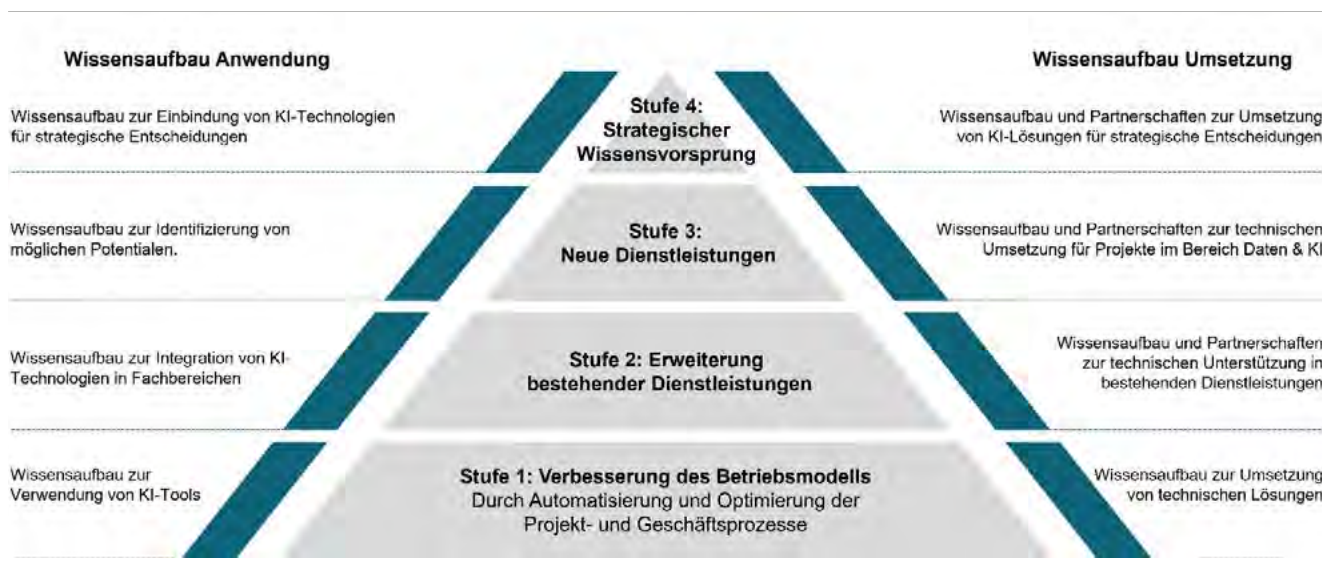 Wissensaufbau Anwendung
Wissensaufbau Umsetzung
Wissensaufbau zur Einbindung von KI-Technologien
für strategische Entscheidungen
Stufe 4:
Strategischer
Wissensvorsprung
Wissensaufbau und Partnerschaften zur Umsetzung
von KI-Lösungen für strategische Entscheidungen
Wissensaufbau zur Identifizierung von
möglichen Potentialen.
Stufe 3:
Neue Dienstleistungen
Wissensaufbau und Partnerschaften zur technischen
Umsetzung für Projekte im Bereich Daten & KI
Wissensaufbau zur Integration von KI-
Technologien in Fachbereichen
Stufe 2: Erweiterung
bestehender Dienstleistungen
Wissensaufbau und Partnerschaften
zur technischen Unterstützung in
bestehenden Dienstleistungen
Wissensaufbau zur
Verwendung von KI-Tools
Stufe 1: Verbesserung des Betriebsmodells
Durch Automatisierung und Optimierung der
Projekt- und Geschäftsprozesse
Wissensaufbau zur Umsetzung
von technischen Lösungen